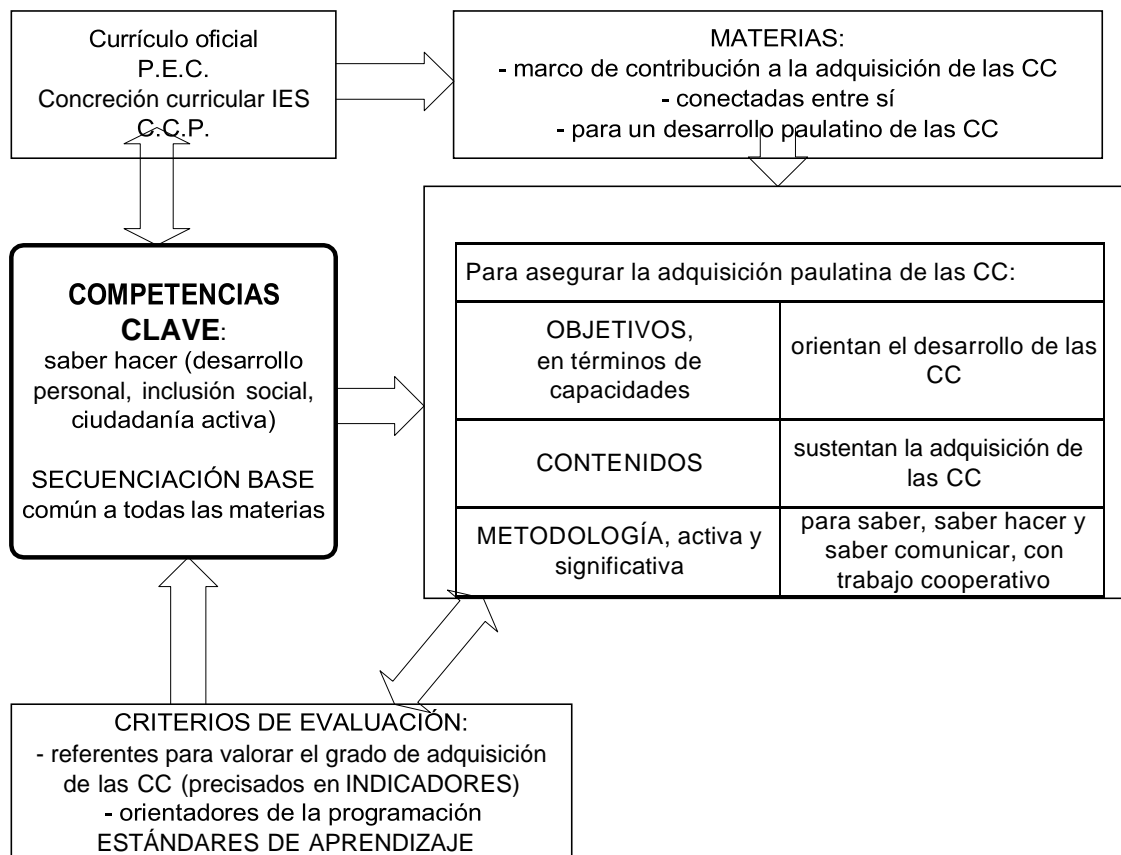 Currículo oficial
P.E.C.
Concreción curricular IES
C.C.P.
MATERIAS:
- marco de contribución a la adquisición de las CC
- conectadas entre sí
- para un desarrollo paulatino de las CC
COMPETENCIAS
CLAVE:
saber hacer (desarrollo
personal, inclusión social,
ciudadanía activa)
SECUENCIACIÓN BASE
común a todas las materias
Para asegurar la adquisición paulatina de las CC:
OBJETIVOS,
en términos de
capacidades
orientan el desarrollo de las
CC
CONTENIDOS
sustentan la adquisición de
las CC
METODOLOGÍA, activa y
significativa
para saber, saber hacer y
saber comunicar, con
trabajo cooperativo
CRITERIOS DE EVALUACIÓN:
- referentes para valorar el grado de adquisición
de las CC (precisados en INDICADORES)
- orientadores de la programación
ESTÁNDARES DE APRENDIZAJE